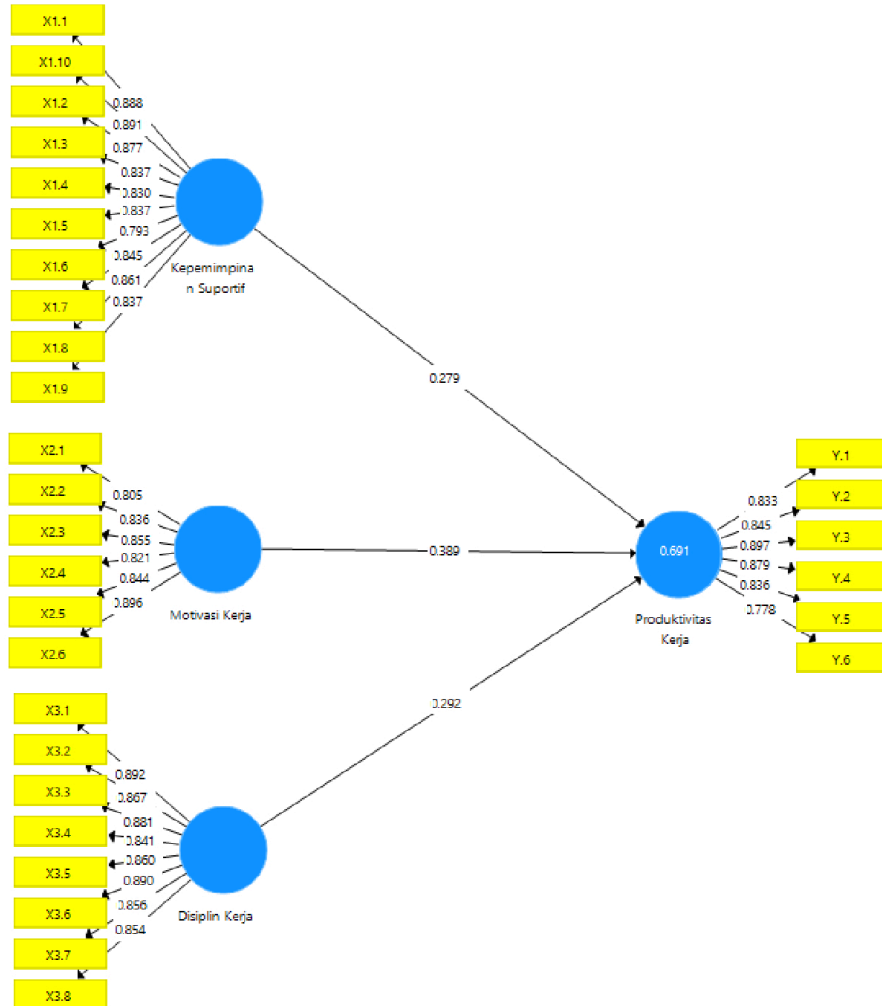 X1.1
X1.10
X1.2
X1.3
X1.4
X1.5
X1.6
X1.7
X1.8
X1.9
0.888
0.891
0.877
0.837
0.830
0.837
0.793
0.845
0.861
0.837
Kepemimpina
n Suportif
0.279
X2.1
X2.2
X2.3
X2.4
X2.5
X2.6
0.805
0.836
0.855
0.821
0.844
0.896
Motivasi Kerja
0.389
X3.1
X3.2
X3.3
X3.4
X3.5
X3.6
X3.7
X3.8
0.892
0.867
0.881
0.841
0.860
0.890
0.856
0.854
Disiplin Kerja
0.292
0.691
Produktivitas
Kerja
0.833
0.845
0.897
0.879
0.836
0.778
Y.1
Y.2
Y.3
Y.4
Y.5
Y.6